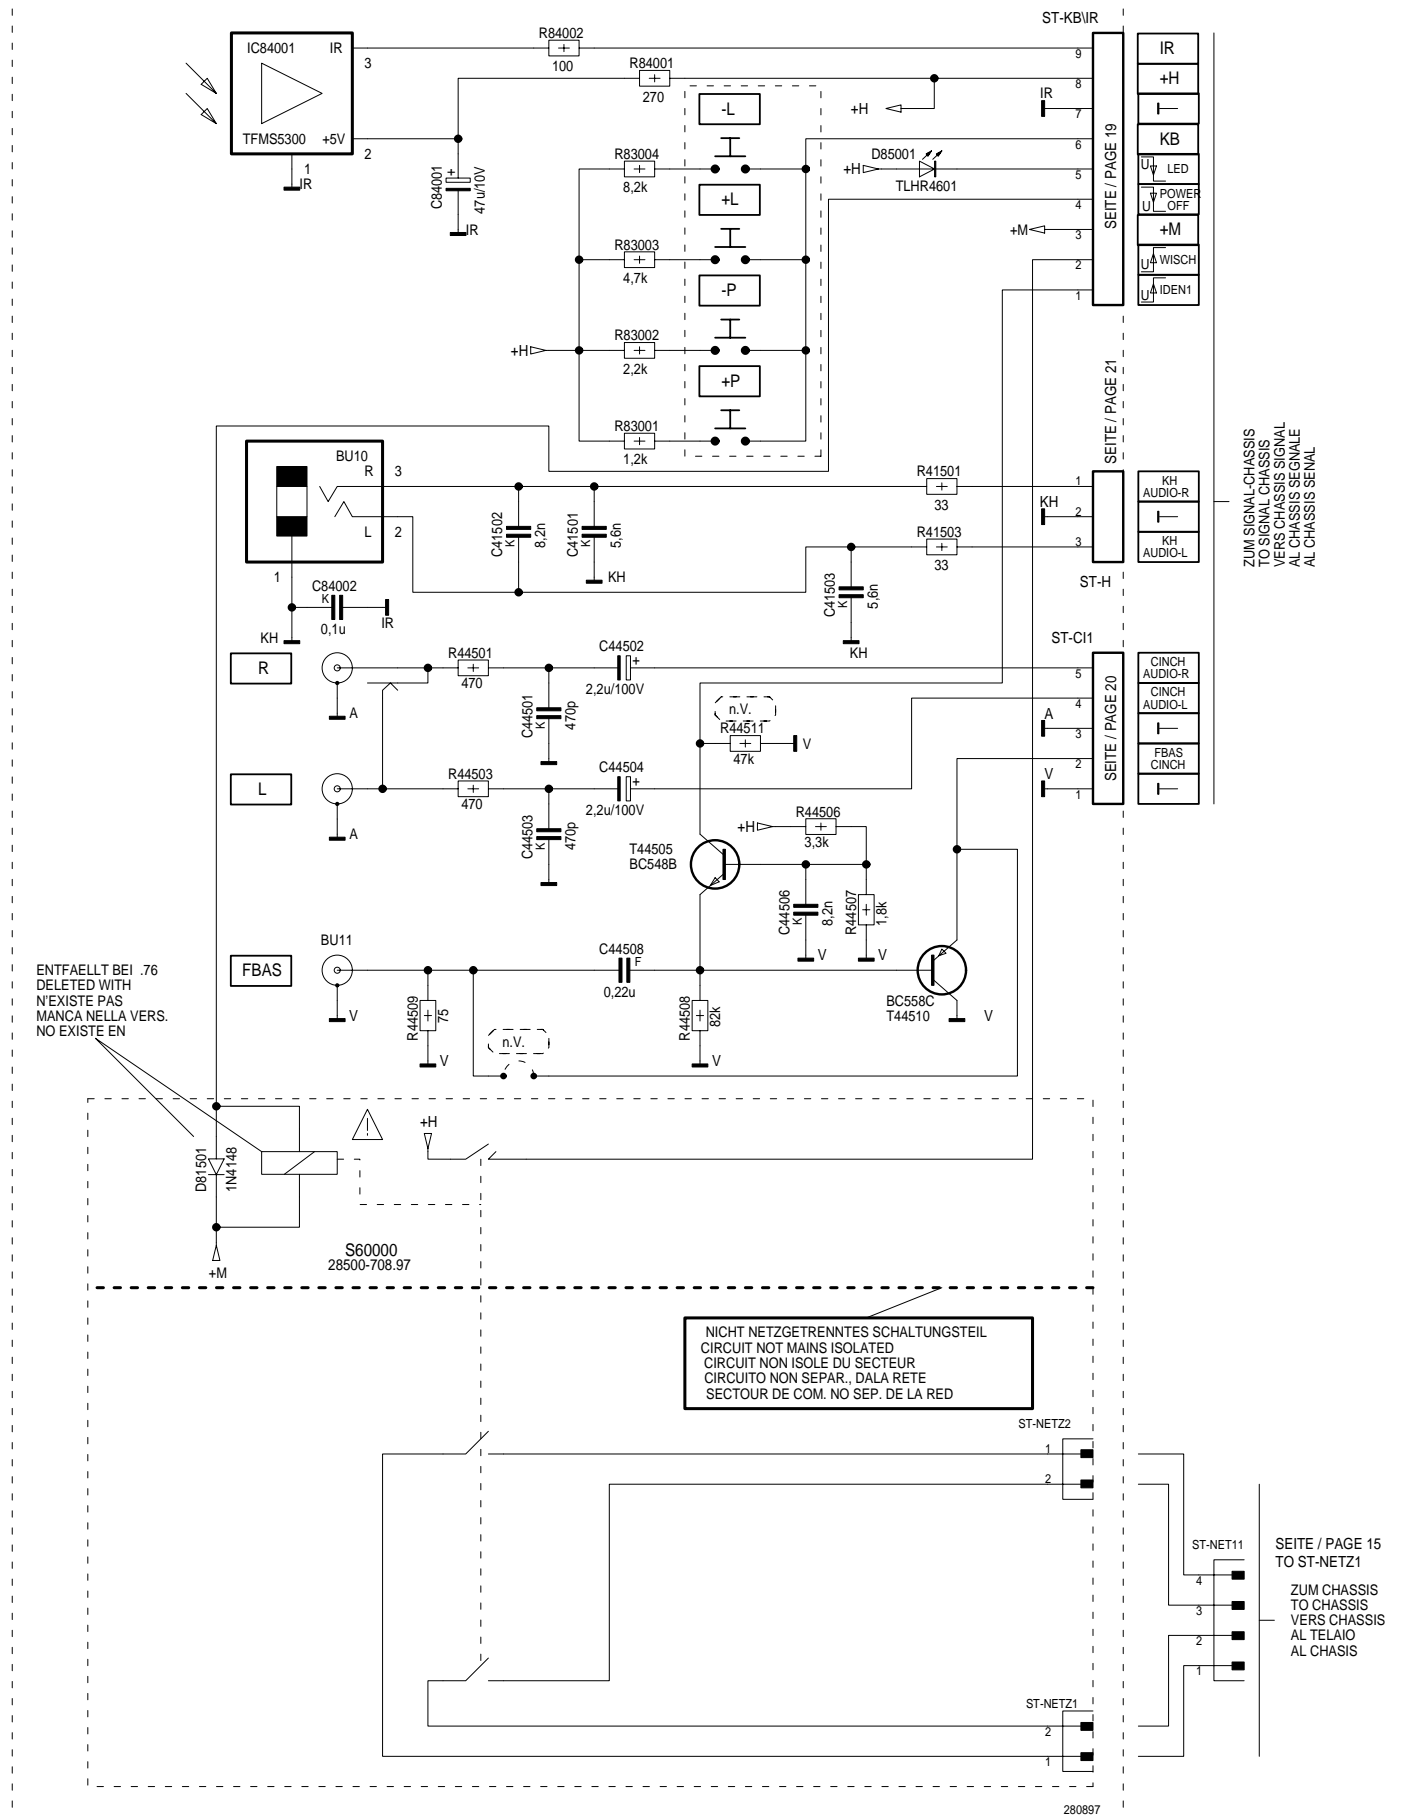 ST-KB\IR
IC84001
IR
3
TFMS5300
+5V
2
1
IR
R84002
100
R84001
270
C84001
+
47u/10V
IR
+H
IR
-L
R83004
8,2k
+L
R83003
4,7k
-P
R83002
2,2k
+H
+P
R83001
1,2k
+H
D85001
TLHR4601
+M
9
8
7
6
5
4
3
2
1
SEITE / PAGE 19
IR
+H
KB
U LED
U POWER OFF
+M
U WISCH
U IDEN1
BU10
R
3
L
2
1
C84002
K
0,1u
IR
KH
C41502
K
8,2n
C41501
K
5,6n
KH
R41501
33
R41503
33
C41503
K
5,6n
KH
KH
1
2
3
SEITE / PAGE 21
ST-H
KH
AUDIO-R
KH
AUDIO-L
ZUM SIGNAL-CHASSIS
TO SIGNAL CHASSIS
VERS CHASSIS SIGNAL
AL CHASSIS SEGNALE
AL CHASSIS SENAL
R
A
R44501
470
C44501
K
470p
C44502
+
2,2u/100V
L
A
R44503
470
C44503
K
470p
C44504
+
2,2u/100V
n.V.
R44511
47k
V
ST-CI1
5
4
3
2
1
A
V
SEITE / PAGE 20
CINCH
AUDIO-R
CINCH
AUDIO-L
FBAS
CINCH
+H
R44506
3,3k
T44505
BC548B
C44506
K
8,2n
V
R44507
1,8k
V
FBAS
BU11
V
R44509
75
V
C44508
F
0,22u
R44508
82k
V
BC558C
T44510
V
n.V.
ENTFAELLT BEI .76
DELETED WITH
N'EXISTE PAS
MANCA NELLA VERS.
NO EXISTE EN
D81501
1N4148
+M
+H
S60000
28500-708.97
NICHT NETZGETRENNTES SCHALTUNGSTEIL
CIRCUIT NOT MAINS ISOLATED
CIRCUIT NON ISOLE DU SECTEUR
CIRCUITO NON SEPAR., DALA RETE
SECTOUR DE COM. NO SEP. DE LA RED
ST-NETZ2
1
2
ST-NET11
4
3
2
1
SEITE / PAGE 15
TO ST-NETZ1
ZUM CHASSIS
TO CHASSIS
VERS CHASSIS
AL TELAIO
AL CHASIS
ST-NETZ1
2
1
280897